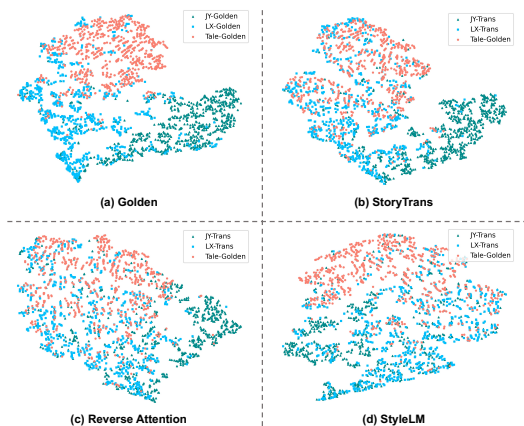 JY-Golden
LX-Golden
Tale-Golden
(a) Golden
JY-Trans
LX-Trans
Tale-Trans
(b) StoryTrans
JY-Trans
LX-Trans
Tale-Golden
(c) Reverse Attention
JY-Trans
LX-Trans
Tale-Golden
(d) StyleLM